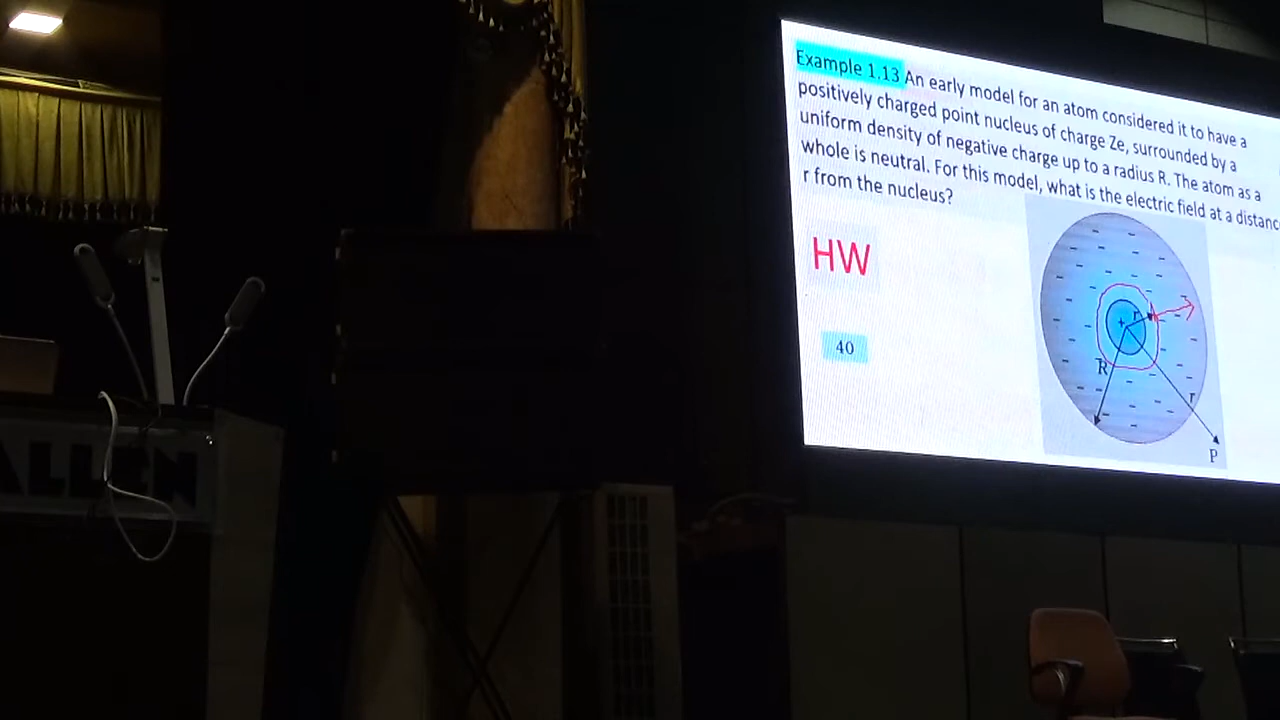 Example 1.13 An early model for an atom considered it to have a
positively charged point nucleus of charge Ze, surrounded by a
uniform density of negative charge up to a radius R. The atom as a
whole is neutral. For this model, what is the electric field at a distanc
r from the nucleus?
HW
40
+
r
R
r
P
ALLEN